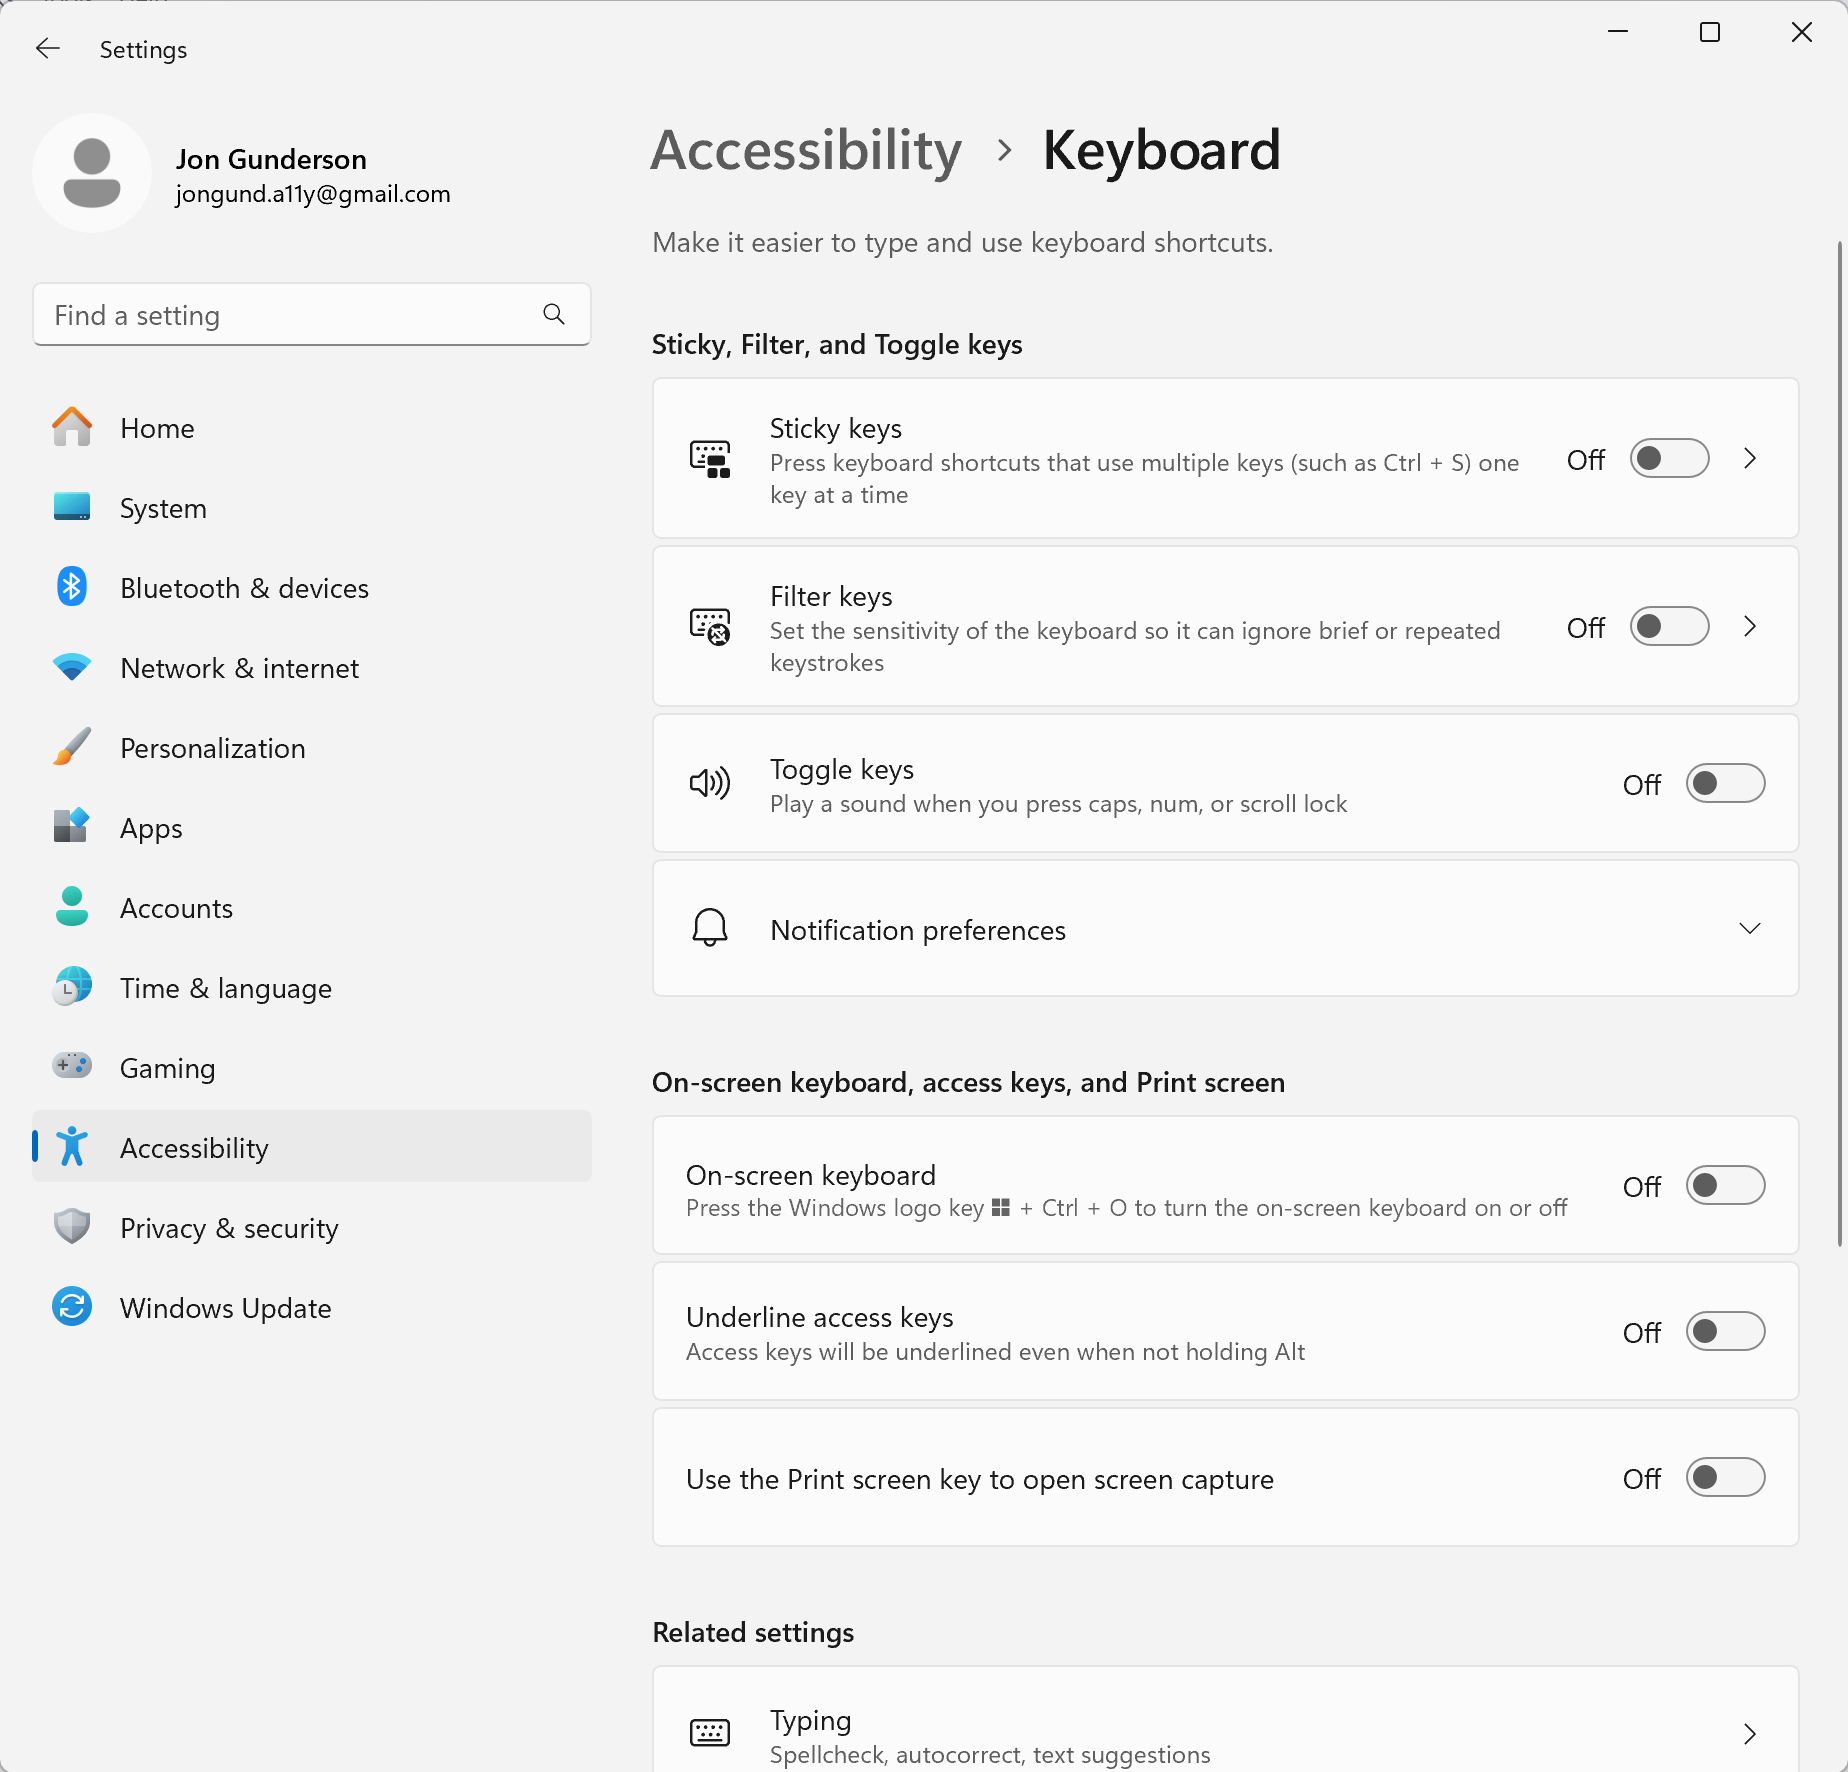 Settings
Jon Gunderson
jongund.a11y@gmail.com
Find a setting
Home
System
Bluetooth & devices
Network & internet
Personalization
Apps
Accounts
Time & language
Gaming
Accessibility
Privacy & security
Windows Update
Accessibility > Keyboard
Make it easier to type and use keyboard shortcuts.
Sticky, Filter, and Toggle keys
Sticky keys
Press keyboard shortcuts that use multiple keys (such as Ctrl + S) one
key at a time
Off
Filter keys
Set the sensitivity of the keyboard so it can ignore brief or repeated
keystrokes
Off
Toggle keys
Play a sound when you press caps, num, or scroll lock
Off
Notification preferences
On-screen keyboard, access keys, and Print screen
On-screen keyboard
Press the Windows logo key + Ctrl + O to turn the on-screen keyboard on or off
Off
Underline access keys
Access keys will be underlined even when not holding Alt
Off
Use the Print screen key to open screen capture
Off
Related settings
Typing
Spellcheck, autocorrect, text suggestions